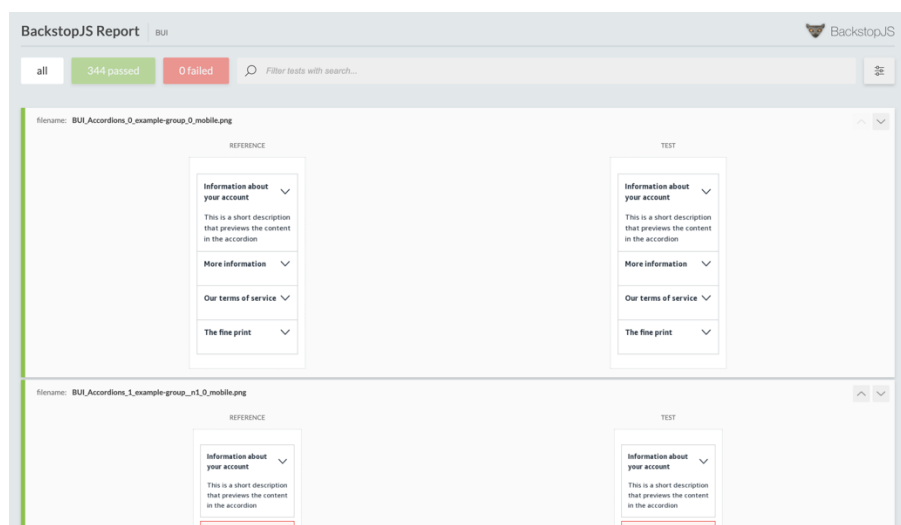 BackstopJS Report BUI BackstopJS
all 344 passed 0 failed Filter tests with search...
filename: BUI_Accordions_0_example-group_0_mobile.png
REFERENCE TEST
Information about
your account
This is a short description
that previews the content
in the accordion
More information
Our terms of service
The fine print
Information about
your account
This is a short description
that previews the content
in the accordion
More information
Our terms of service
The fine print
filename: BUI_Accordions_1_example-group__n1_0_mobile.png
REFERENCE TEST
Information about
your account
This is a short description
that previews the content
in the accordion
Information about
your account
This is a short description
that previews the content
in the accordion